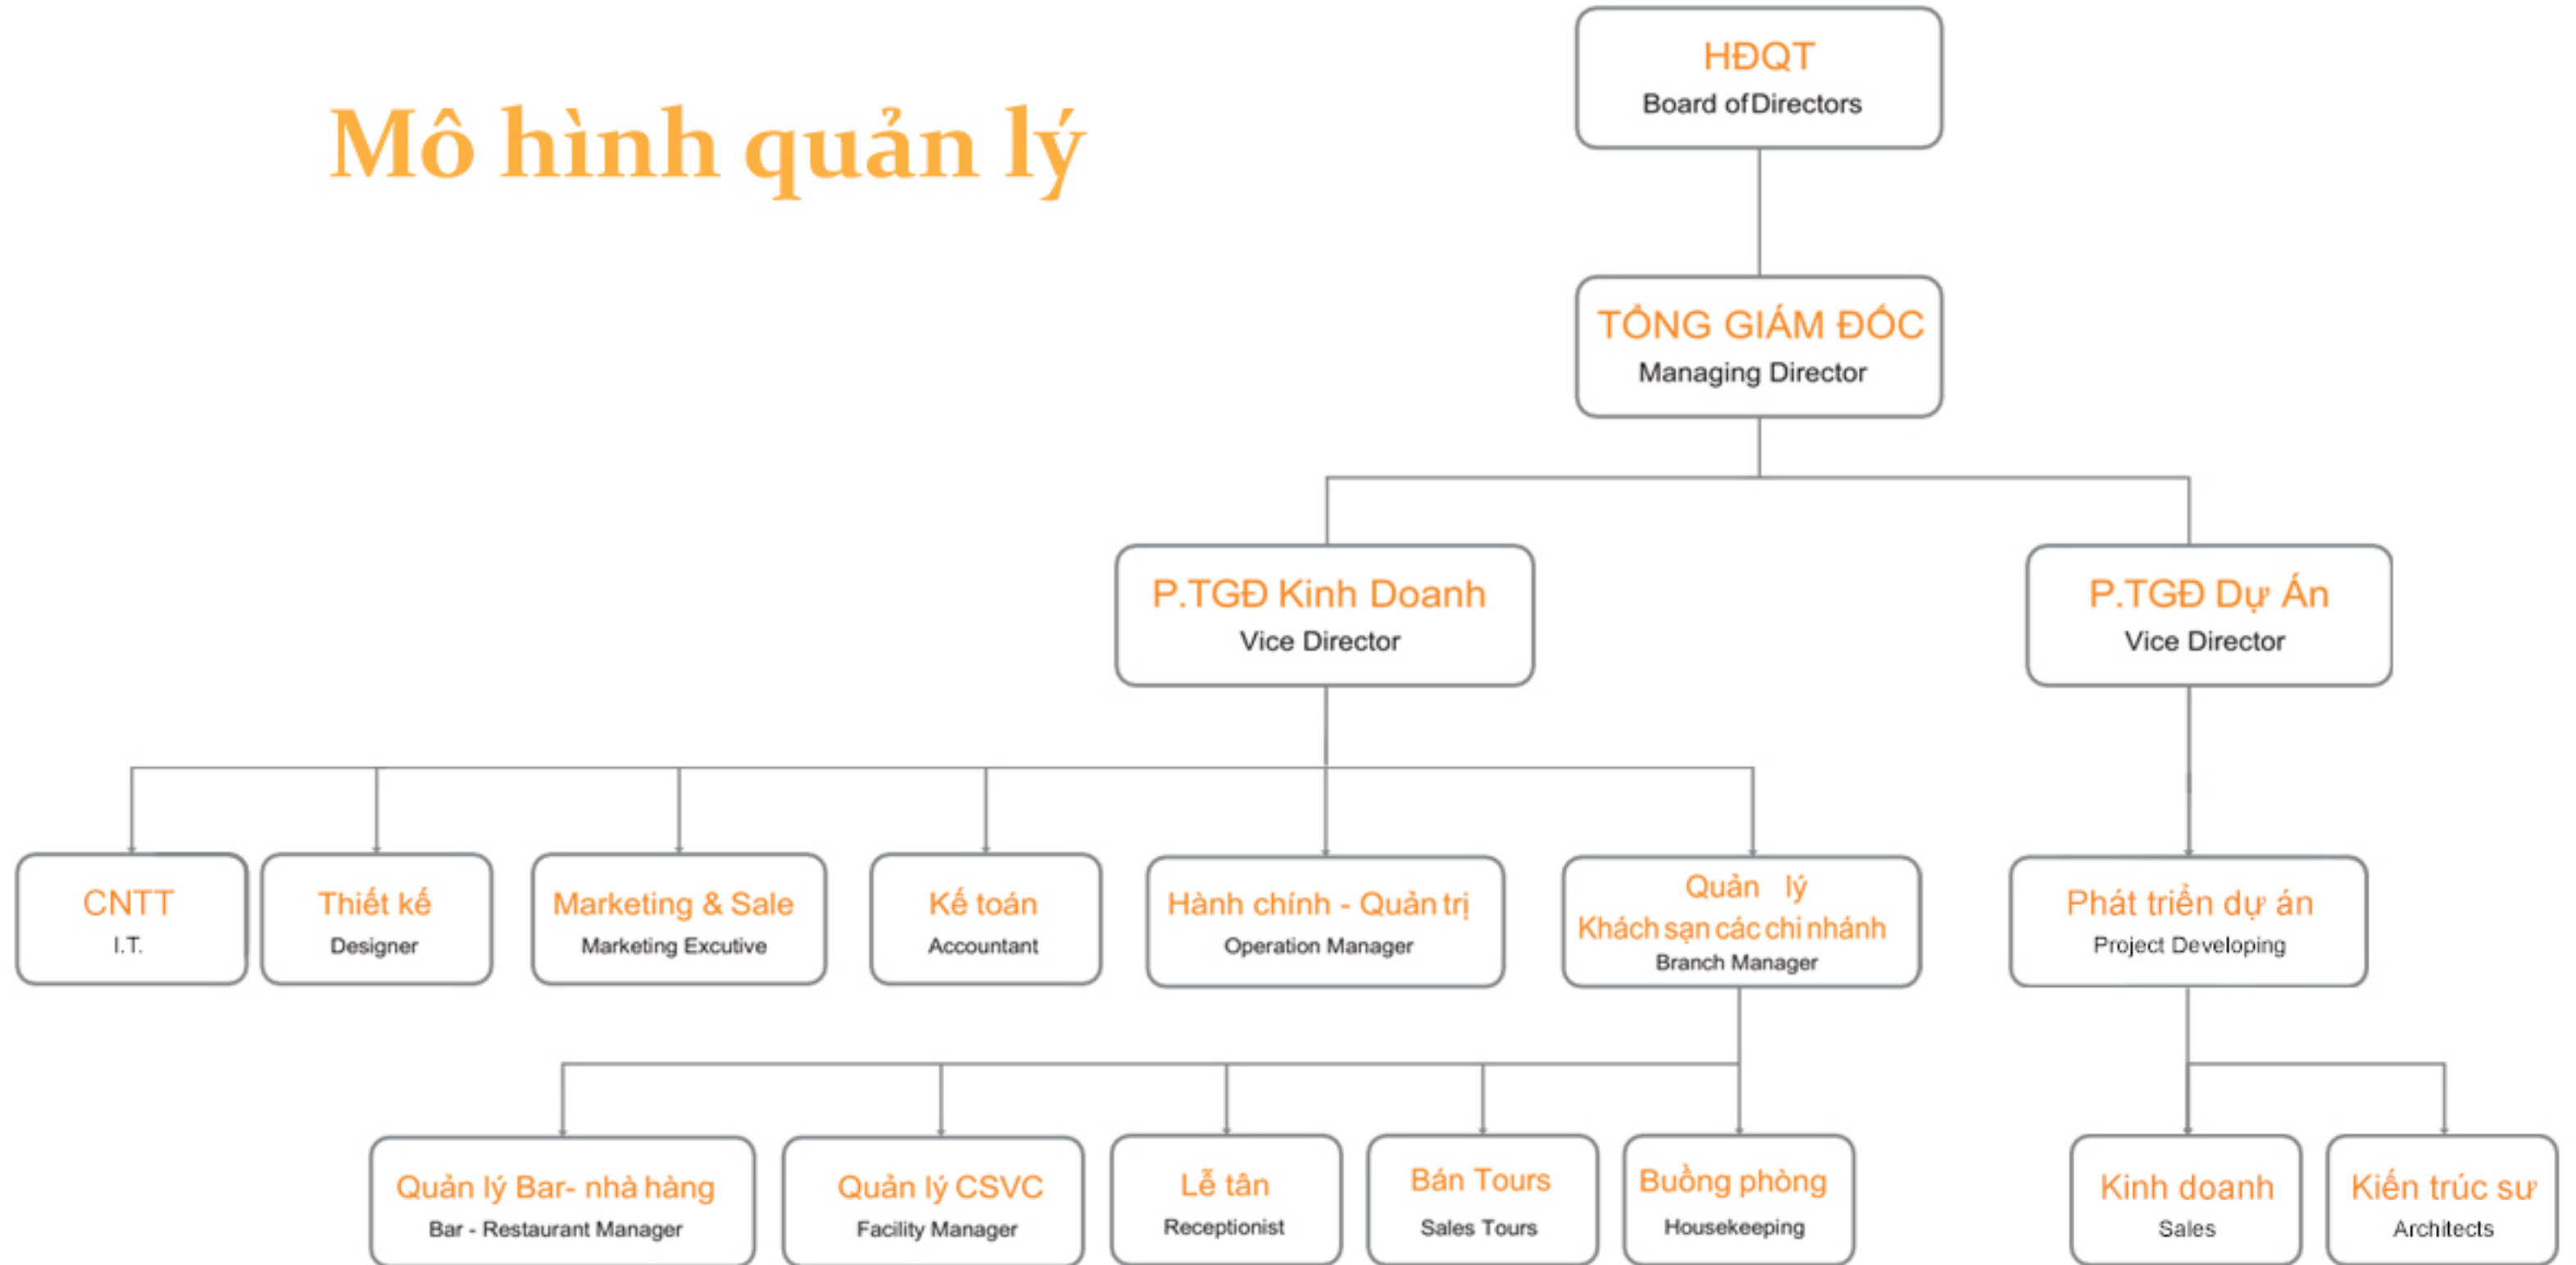 Mô hình quản lý
HĐQT
Board of Directors
TỔNG GIÁM ĐỐC
Managing Director
P.TGĐ Kinh Doanh
Vice Director
P.TGĐ Dự Án
Vice Director
CNTT
I.T.
Thiết kế
Designer
Marketing & Sale
Marketing Excutive
Kế toán
Accountant
Hành chính - Quản trị
Operation Manager
Quản lý
Khách sạn các chi nhánh
Branch Manager
Phát triển dự án
Project Developing
Quản lý Bar- nhà hàng
Bar - Restaurant Manager
Quản lý CSVC
Facility Manager
Lễ tân
Receptionist
Bán Tours
Sales Tours
Buồng phòng
Housekeeping
Kinh doanh
Sales
Kiến trúc sư
Architects